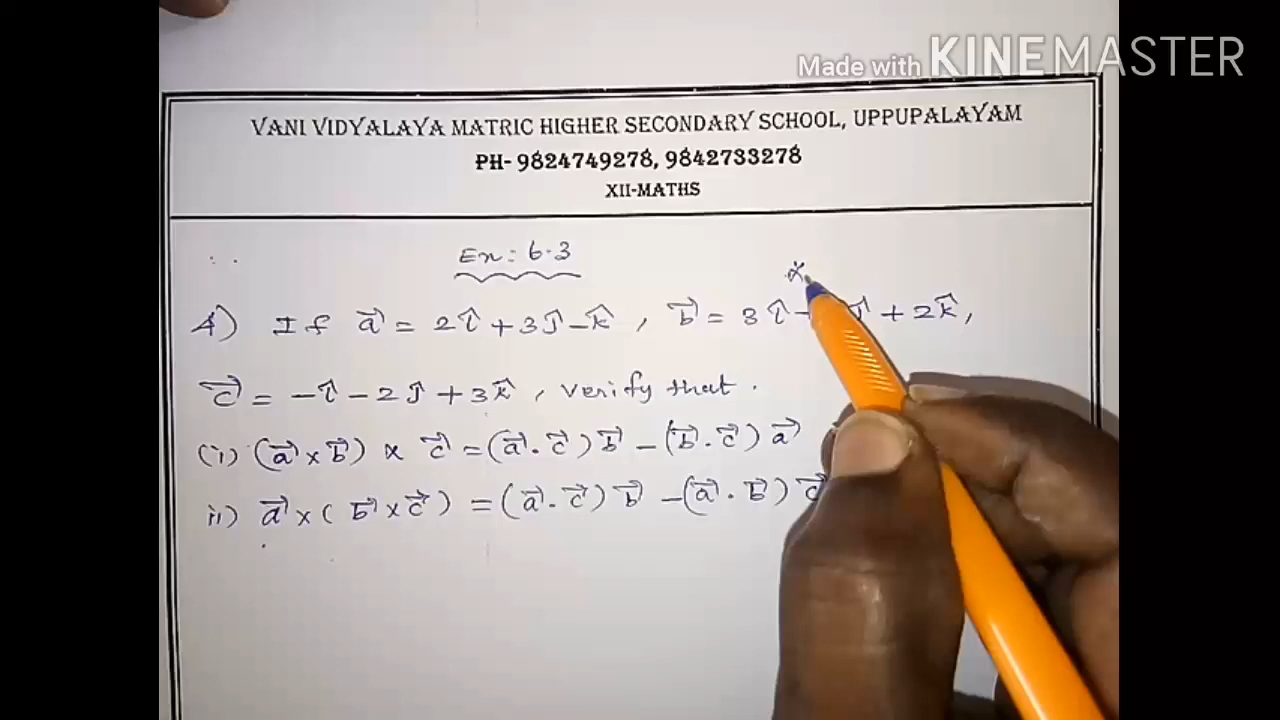 Made with KINEMASTER
VANI VIDYALAYA MATRIC HIGHER SECONDARY SCHOOL, UPPUPALAYAM
PH- 9824749278, 9842733278
XII-MATHS
Ex: 6.3
4) If a⃗ = 2î + 3ĵ - k̂, b⃗ = 3î - ĵ + 2k̂,
c⃗ = -î - 2ĵ + 3k̂, verify that.
(i) (a⃗ × b⃗) × c⃗ = (a⃗ . c⃗) b⃗ - (b⃗ . c⃗) a⃗
ii) a⃗ × (b⃗ × c⃗) = (a⃗ . c⃗) b⃗ - (a⃗ . b⃗) c⃗